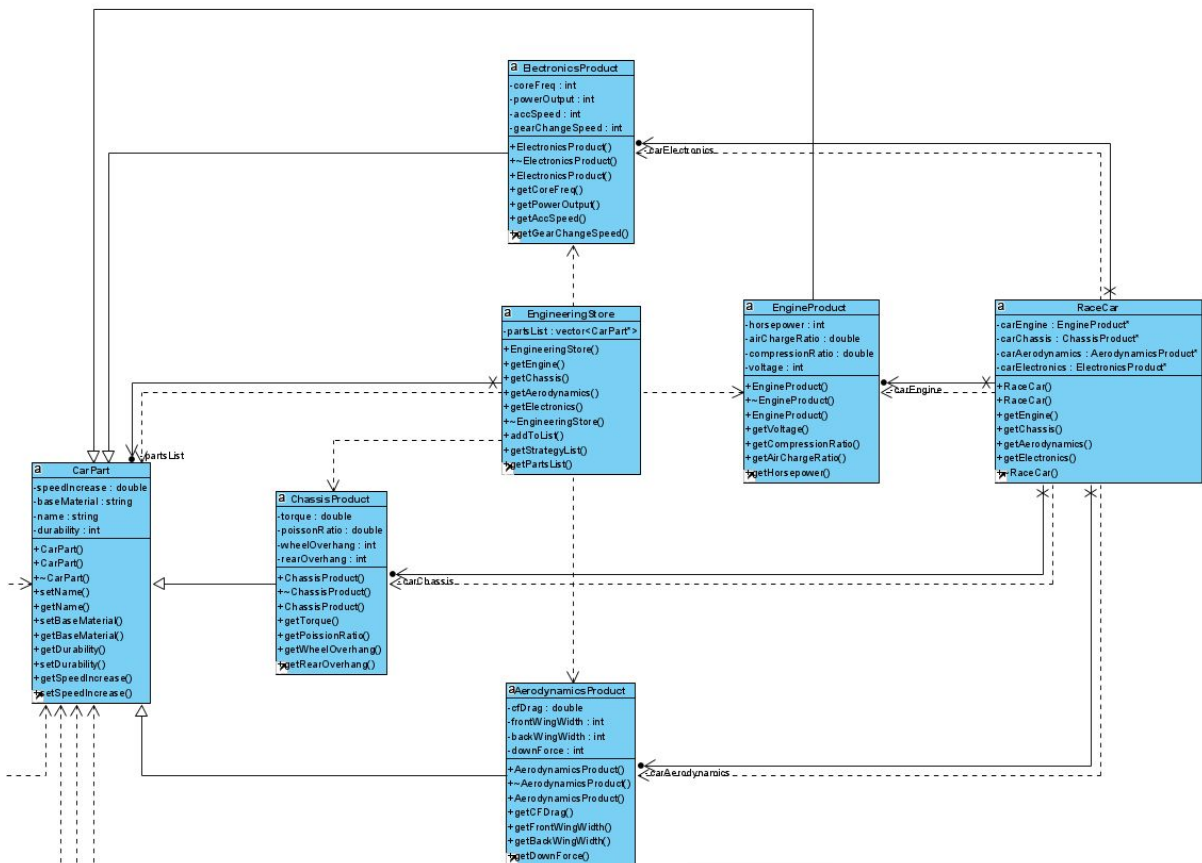 a ElectronicsProduct
-coreFreq : int
-powerOutput : int
-accSpeed : int
-gearChangeSpeed : int
+ElectronicsProduct()
+~ElectronicsProduct()
+ElectronicsProduct()
+getCoreFreq()
+getPowerOutput()
+getAccSpeed()
+getGearChangeSpeed()
-carElectronics
a EngineeringStore
-partsList : vector<CarPart*>
+EngineeringStore()
+getEngine()
+getChassis()
+getAerodynamics()
+getElectronics()
+~EngineeringStore()
+addToList()
+getStrategyList()
+getPartsList()
-partsList
a EngineProduct
-horsepower : int
-airChargeRatio : double
-compressionRatio : double
-voltage : int
+EngineProduct()
+~EngineProduct()
+EngineProduct()
+getVoltage()
+getCompressionRatio()
+getAirChargeRatio()
+getHorsepower()
-carEngine
a RaceCar
-carEngine : EngineProduct*
-carChassis : ChassisProduct*
-carAerodynamics : AerodynamicsProduct*
-carElectronics : ElectronicsProduct*
+RaceCar()
+RaceCar()
+getEngine()
+getChassis()
+getAerodynamics()
+getElectronics()
+~RaceCar()
a CarPart
-speedIncrease : double
-baseMaterial : string
-name : string
-durability : int
+CarPart()
+CarPart()
+~CarPart()
+setName()
+getName()
+setBaseMaterial()
+getBaseMaterial()
+getDurability()
+setDurability()
+getSpeedIncrease()
+setSpeedIncrease()
a ChassisProduct
-torque : double
-poissonRatio : double
-wheelOverhang : int
-rearOverhang : int
+ChassisProduct()
+~ChassisProduct()
+ChassisProduct()
+getTorque()
+getPoissionRatio()
+getWheelOverhang()
+getRearOverhang()
-carChassis
a AerodynamicsProduct
-cfDrag : double
-frontWingWidth : int
-backWingWidth : int
-downForce : int
+AerodynamicsProduct()
+~AerodynamicsProduct()
+AerodynamicsProduct()
+getCFDrag()
+getFrontWingWidth()
+getBackWingWidth()
+getDownForce()
-carAerodynamics